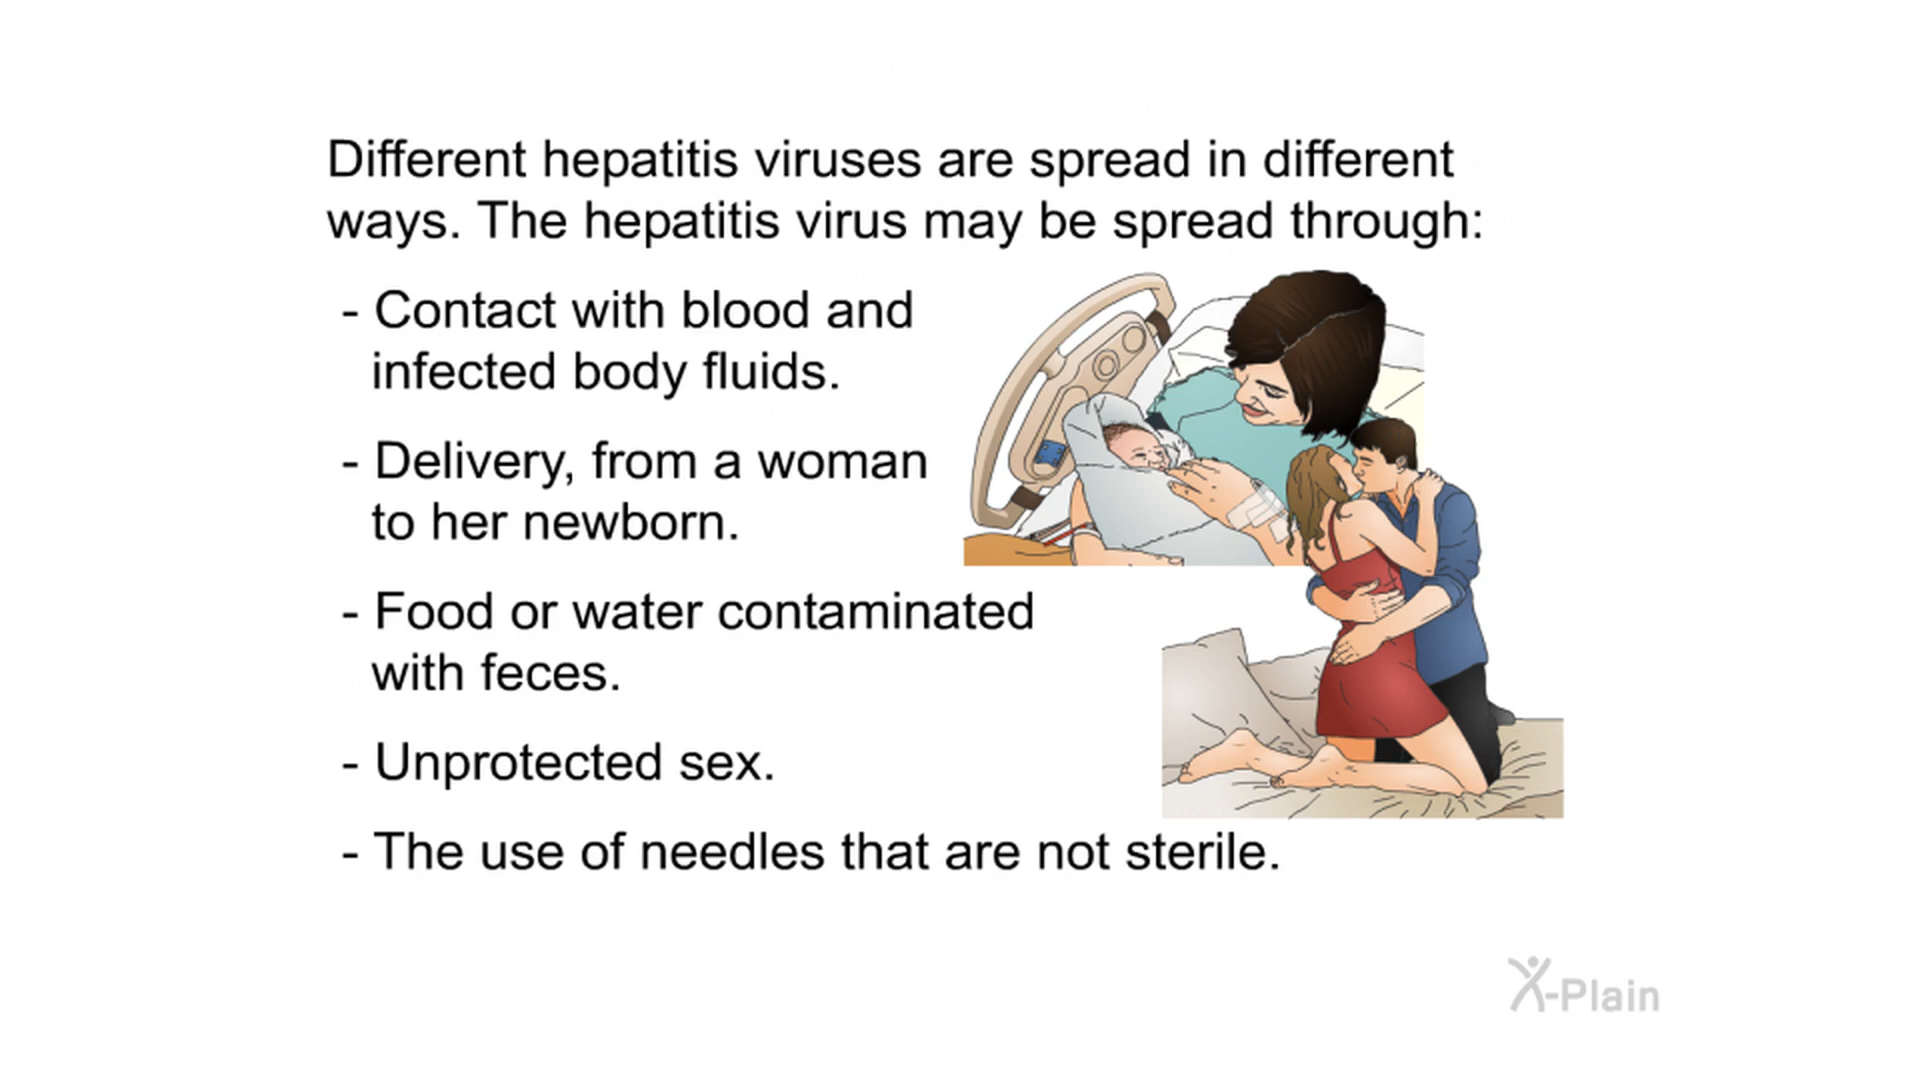 Different hepatitis viruses are spread in different
ways. The hepatitis virus may be spread through:
- Contact with blood and
infected body fluids.
- Delivery, from a woman
to her newborn.
- Food or water contaminated
with feces.
- Unprotected sex.
- The use of needles that are not sterile.
X-Plain